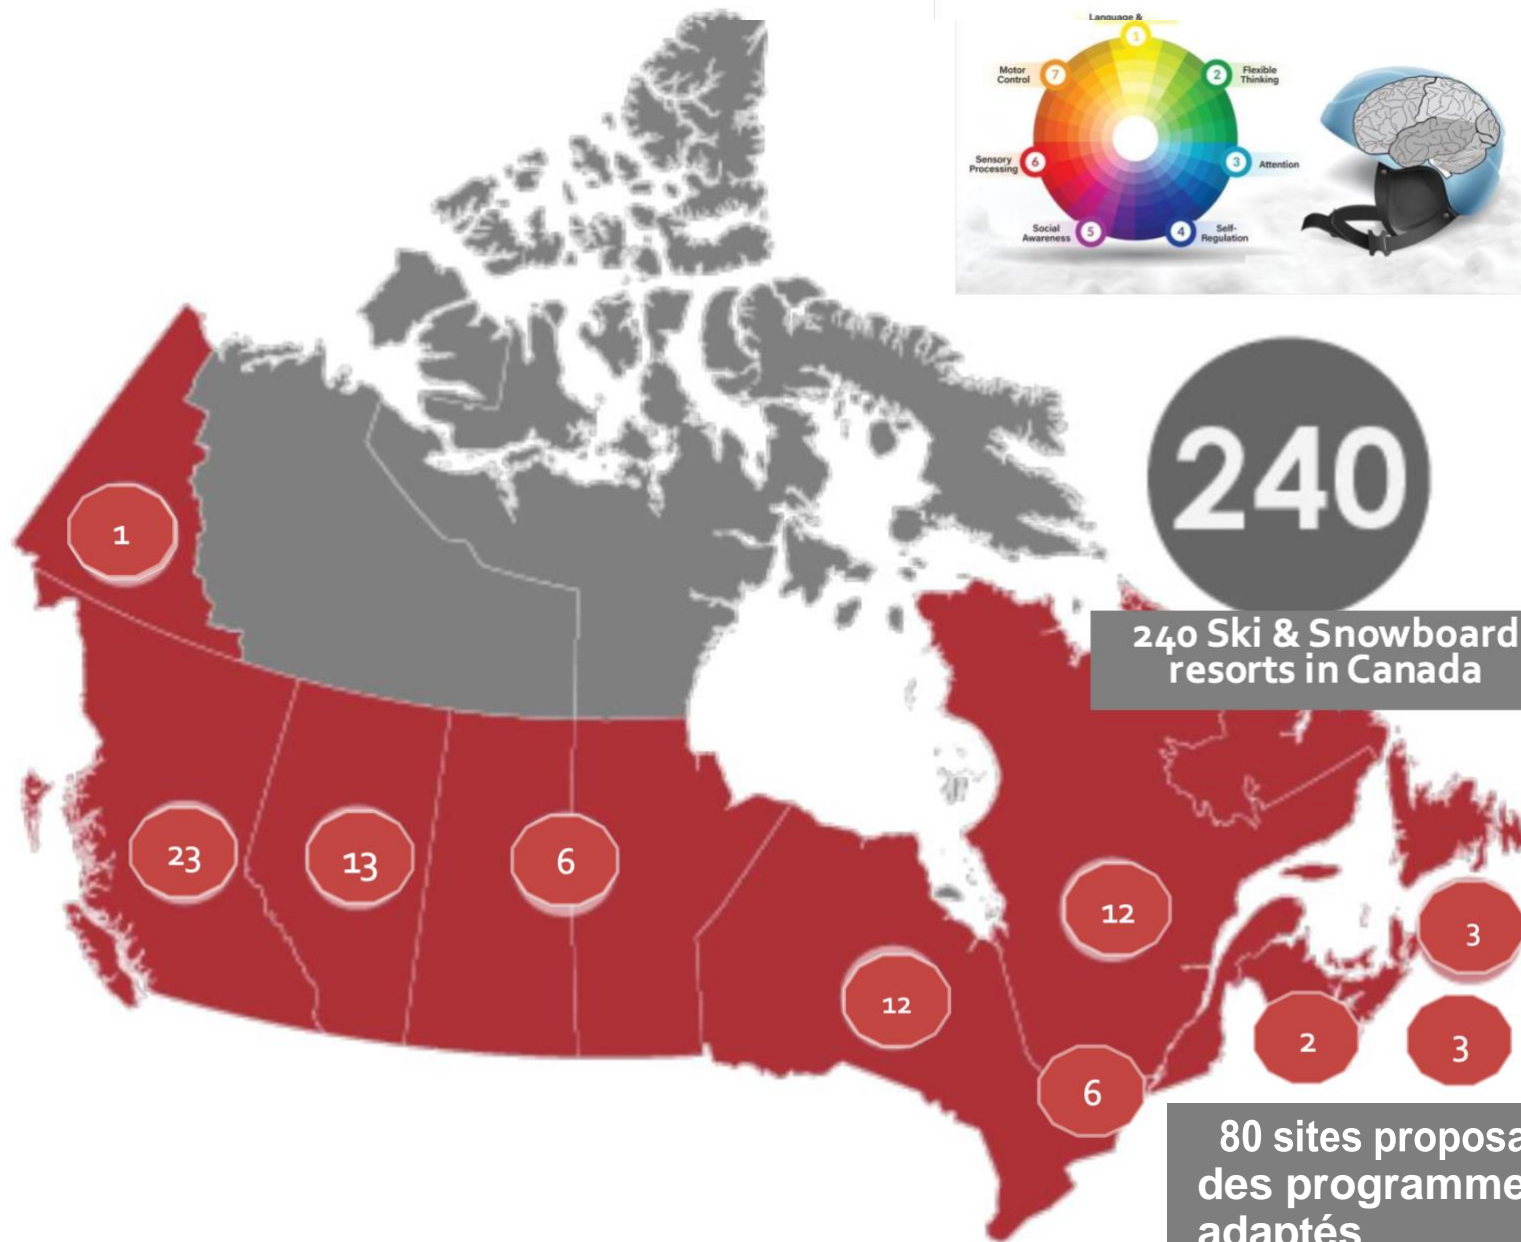 Language &
1
Motor
Control
7
2
Flexible
Thinking
Sensory
Processing
6
3
Attention
Social
Awareness
5
4
Self-
Regulation
240
240 Ski & Snowboard
resorts in Canada
1
23
13
6
12
12
3
2
3
6
80 sites proposa
des programme
adaptés